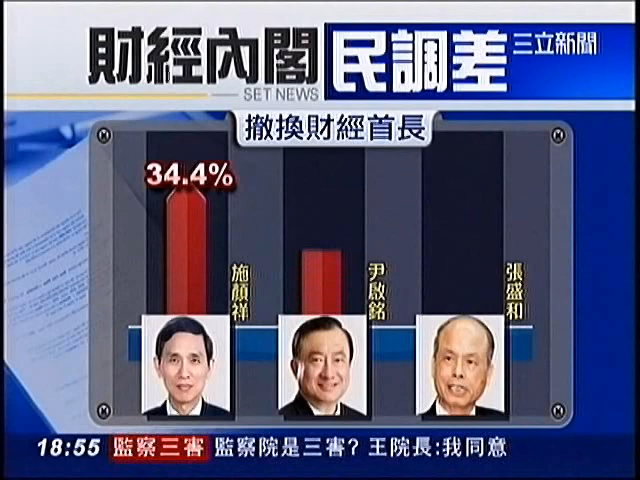 財經內閣 民調差 三立新聞
SET NEWS
撤換財經首長
34.4%
施顏祥
尹啟銘
張盛和
18:55 監察三害 監察院是三害? 王院長:我同意